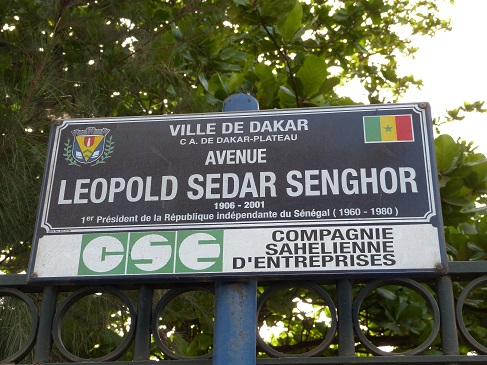 VILLE DE DAKAR
C A. DE DAKAR-PLATEAU
AVENUE
LEOPOLD SEDAR SENGHOR
1906 - 2001
1er Président de la République indépendante du Sénégal ( 1960 - 1980 )
CSE
COMPAGNIE
SAHELIENNE
D'ENTREPRISES